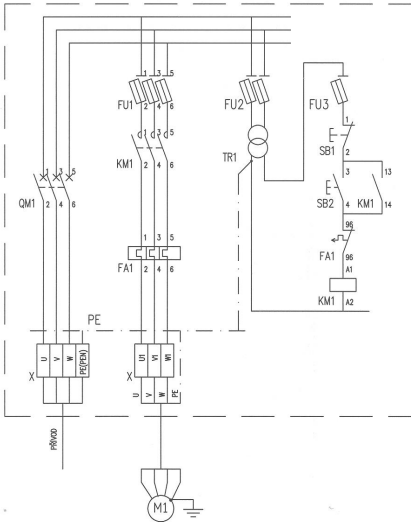 1 3 5
FU1
2 4 6
FU2
FU3
1 3 5
KM1
2 4 6
TR1
1
SB1
2
1 3 5
QM1
2 4 6
3
SB2
4
13
KM1
14
1 3 5
FA1
2 4 6
96
FA1
96
A1
KM1
A2
PE
U
V
W
PE(PEN)
X
U1
V1
W1
X
U
V
W
PE
PŘÍVOD
M1